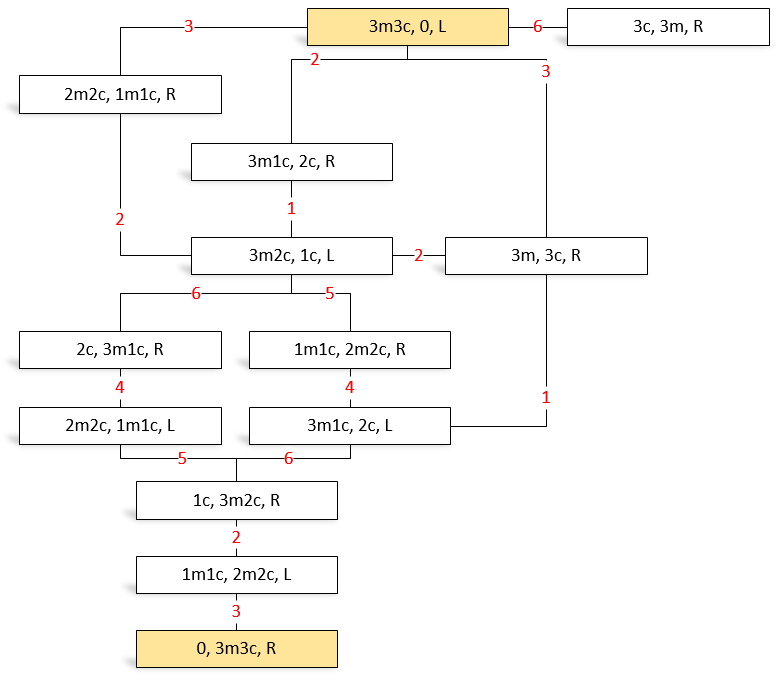 3
3m3c, 0, L
6
3c, 3m, R
2
3
2m2c, 1m1c, R
3m1c, 2c, R
2
1
3m2c, 1c, L
2
3m, 3c, R
6
5
2c, 3m1c, R
1m1c, 2m2c, R
4
4
1
2m2c, 1m1c, L
3m1c, 2c, L
5
6
1c, 3m2c, R
2
1m1c, 2m2c, L
3
0, 3m3c, R